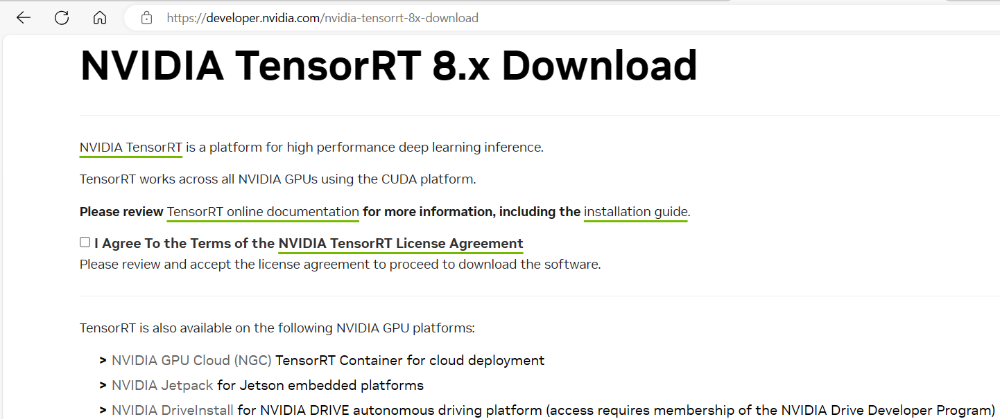 https://developer.nvidia.com/nvidia-tensorrt-8x-download
NVIDIA TensorRT 8.x Download
NVIDIA TensorRT is a platform for high performance deep learning inference.
TensorRT works across all NVIDIA GPUs using the CUDA platform.
Please review TensorRT online documentation for more information, including the installation guide.
I Agree To the Terms of the NVIDIA TensorRT License Agreement
Please review and accept the license agreement to proceed to download the software.
TensorRT is also available on the following NVIDIA GPU platforms:
> NVIDIA GPU Cloud (NGC) TensorRT Container for cloud deployment
> NVIDIA Jetpack for Jetson embedded platforms
> NVIDIA DriveInstall for NVIDIA DRIVE autonomous driving platform (access requires membership of the NVIDIA Drive Developer Program)